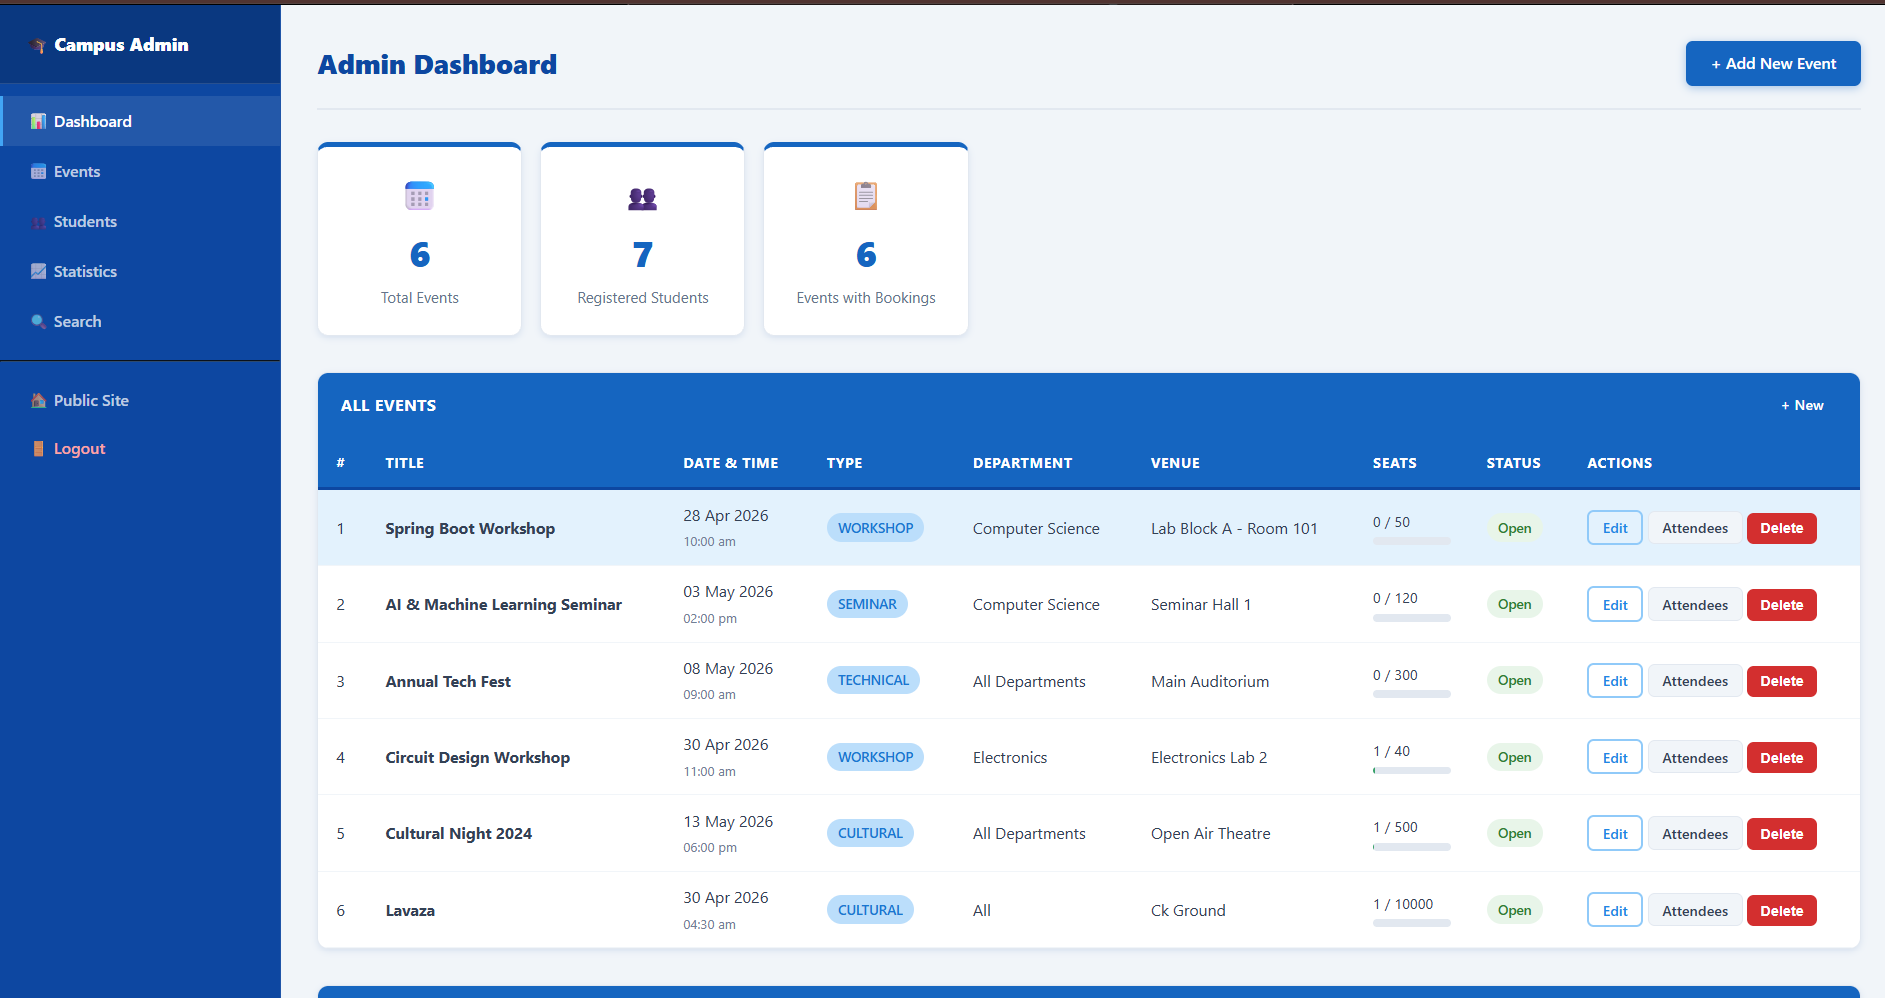 Campus Admin
Dashboard
Events
Students
Statistics
Search
Public Site
Logout
Admin Dashboard
+ Add New Event
6
Total Events
7
Registered Students
6
Events with Bookings
ALL EVENTS
+ New
# TITLE DATE & TIME TYPE DEPARTMENT VENUE SEATS STATUS ACTIONS
1 Spring Boot Workshop 28 Apr 2026 10:00 am WORKSHOP Computer Science Lab Block A - Room 101 0 / 50 Open Edit Attendees Delete
2 AI & Machine Learning Seminar 03 May 2026 02:00 pm SEMINAR Computer Science Seminar Hall 1 0 / 120 Open Edit Attendees Delete
3 Annual Tech Fest 08 May 2026 09:00 am TECHNICAL All Departments Main Auditorium 0 / 300 Open Edit Attendees Delete
4 Circuit Design Workshop 30 Apr 2026 11:00 am WORKSHOP Electronics Electronics Lab 2 1 / 40 Open Edit Attendees Delete
5 Cultural Night 2024 13 May 2026 06:00 pm CULTURAL All Departments Open Air Theatre 1 / 500 Open Edit Attendees Delete
6 Lavaza 30 Apr 2026 04:30 am CULTURAL All Ck Ground 1 / 10000 Open Edit Attendees Delete